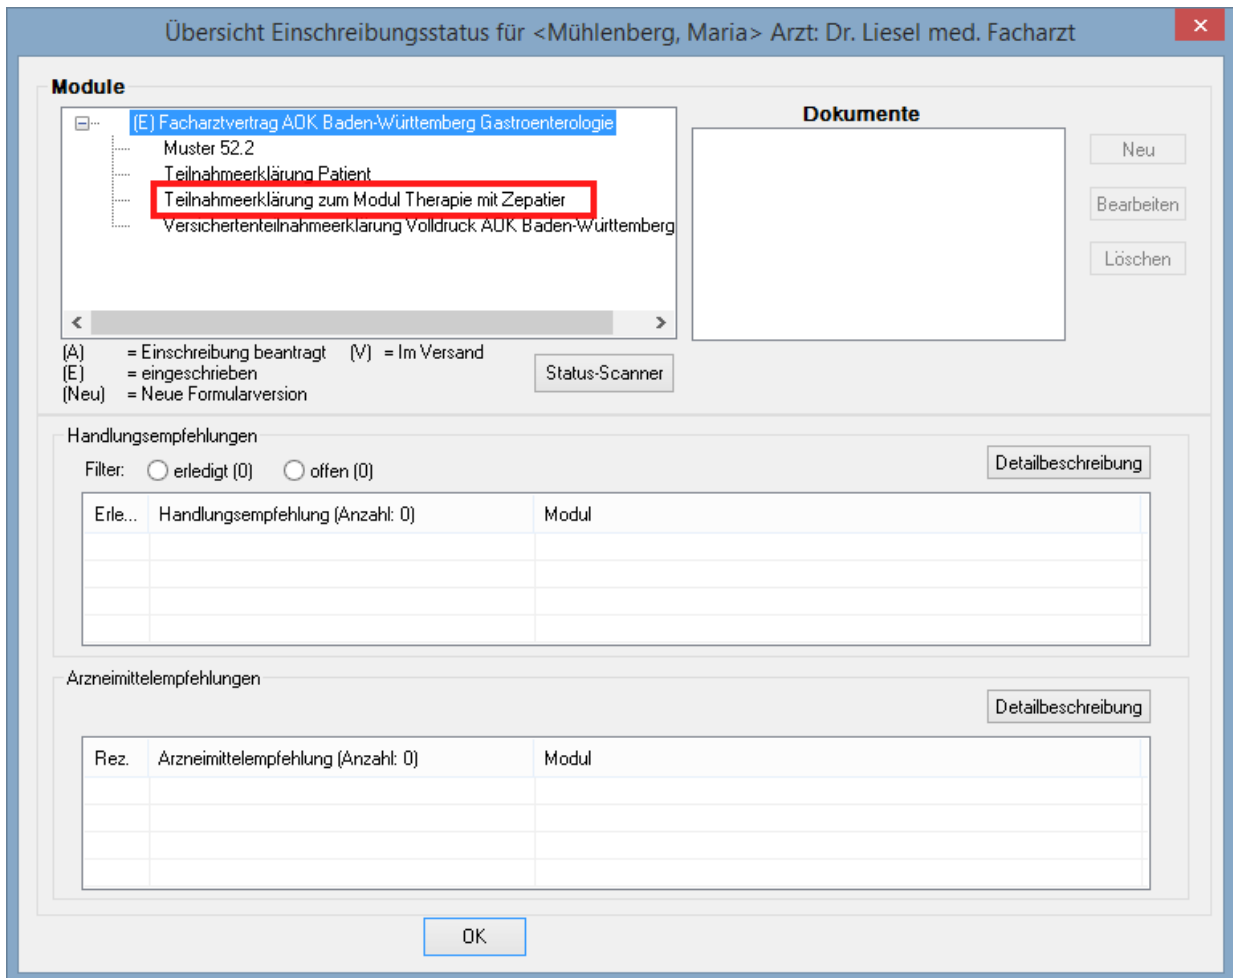 Übersicht Einschreibungsstatus für <Mühlenberg, Maria> Arzt: Dr. Liesel med. Facharzt
Module
(E) Facharztvertrag AOK Baden-Württemberg Gastroenterologie
Muster 52.2
Teilnahmeerklärung Patient
Teilnahmeerklärung zum Modul Therapie mit Zepatier
Versichertenteilnahmeerklärung Volldruck AOK Baden-Württemberg
Dokumente
Neu
Bearbeiten
Löschen
(A) = Einschreibung beantragt (V) = Im Versand
(E) = eingeschrieben
(Neu) = Neue Formularversion
Status-Scanner
Handlungsempfehlungen
Filter: erledigt (0) offen (0)
Detailbeschreibung
Erle... Handlungsempfehlung (Anzahl: 0) Modul
Arzneimittelempfehlungen
Detailbeschreibung
Rez. Arzneimittelempfehlung (Anzahl: 0) Modul
OK